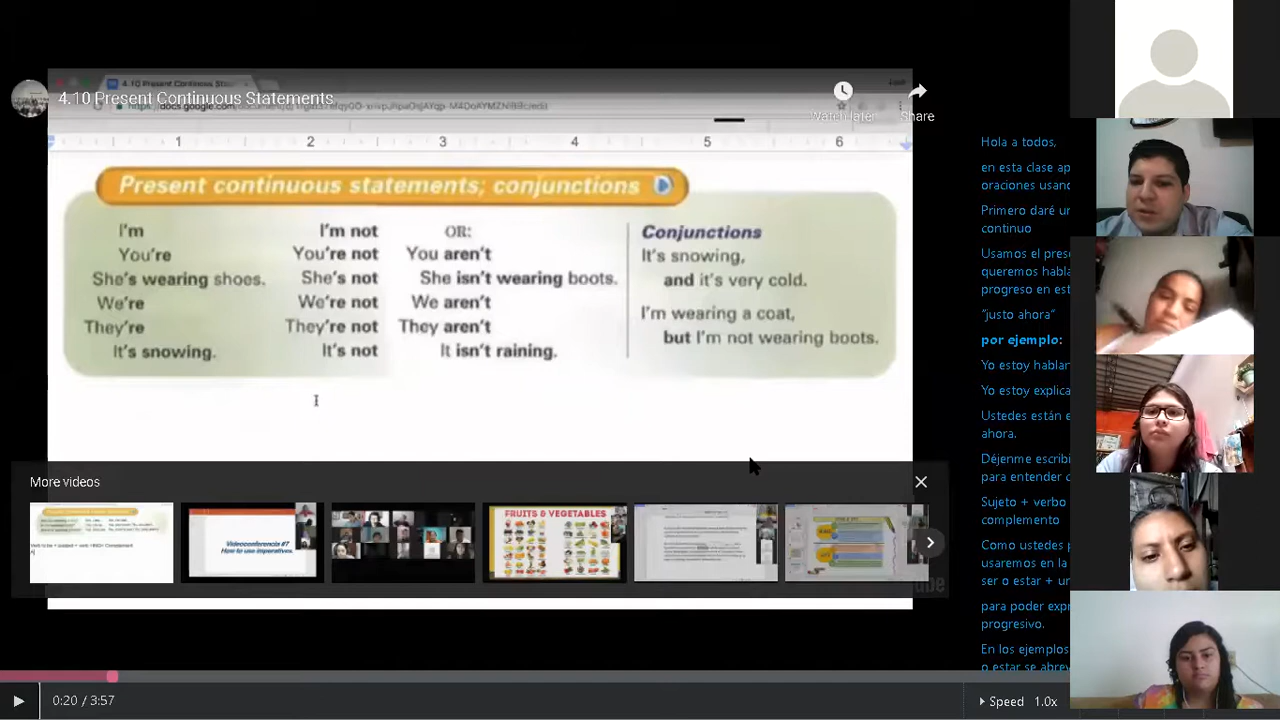 4.10 Present Continuous Statements
Watch later
Share
1 2 3 4 5 6
Present continuous statements; conjunctions
I'm
You're
She's wearing shoes.
We're
They're
It's snowing.
I'm not
You're not
She's not
We're not
They're not
It's not
OR:
You aren't
She isn't wearing boots.
We aren't
They aren't
It isn't raining.
Conjunctions
It's snowing,
and it's very cold.
I'm wearing a coat,
but I'm not wearing boots.
More videos
Videoconferencia #7
How to use imperatives.
FRUITS & VEGETABLES
0:20 / 3:57
Speed 1.0x
Hola a todos,
en esta clase ap
oraciones usand
Primero daré un
continuo
Usamos el pres
queremos habla
progreso en est
"justo ahora"
por ejemplo:
Yo estoy hablar
Yo estoy explica
Ustedes están e
ahora.
Déjenme escribi
para entender c
Sujeto + verbo
complemento
Como ustedes p
usaremos en la
ser o estar + ur
para poder expr
progresivo.
En los ejemplos
o estar se abrev